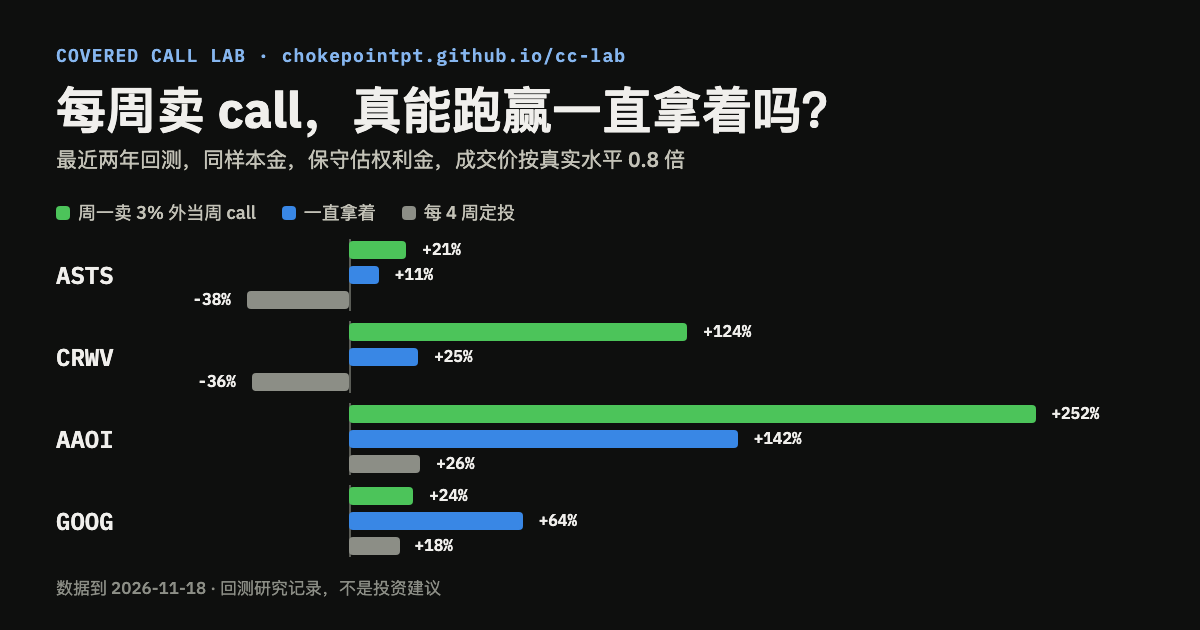 COVERED CALL LAB · chokepointpt.github.io/cc-lab
每周卖 call，真能跑赢一直拿着吗？
最近两年回测，同样本金，保守估权利金，成交价按真实水平 0.8 倍
周一卖 3% 外当周 call 一直拿着 每 4 周定投
+21%
ASTS +11%
-38%
+124%
CRWV +25%
-36%
+252%
AAOI +142%
+26%
+24%
GOOG +64%
+18%
数据到 2026-11-18 · 回测研究记录，不是投资建议